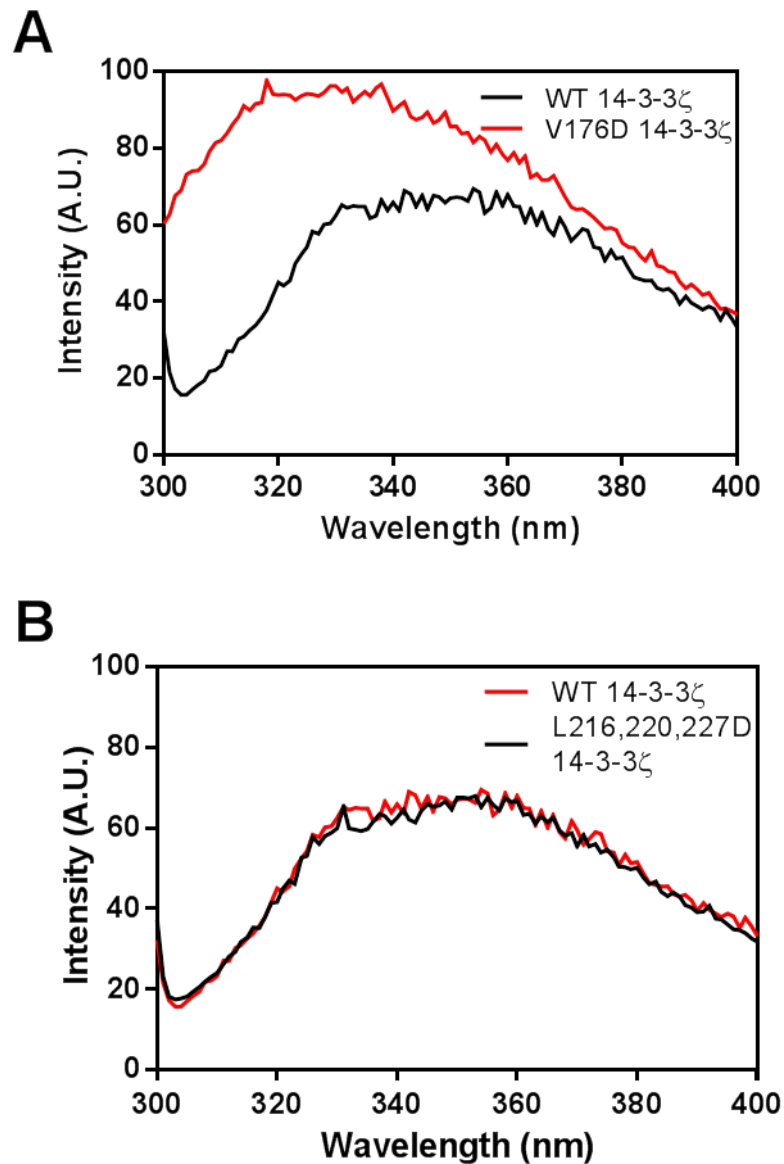 A
100
80
60
40
20
0
Intensity (A.U.)
WT 14-3-3ζ
V176D 14-3-3ζ
300 320 340 360 380 400
Wavelength (nm)
B
100
80
60
40
20
0
Intensity (A.U.)
WT 14-3-3ζ
L216,220,227D
14-3-3ζ
300 320 340 360 380 400
Wavelength (nm)